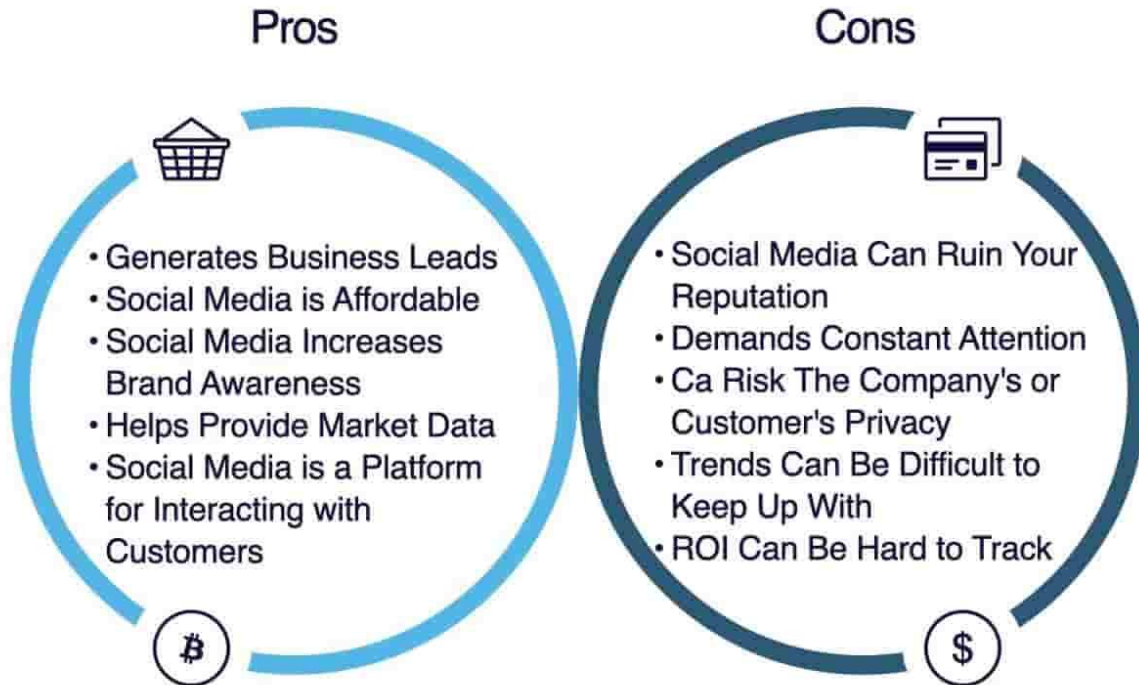 Pros
• Generates Business Leads
• Social Media is Affordable
• Social Media Increases
Brand Awareness
• Helps Provide Market Data
• Social Media is a Platform
for Interacting with
Customers
₿
Cons
• Social Media Can Ruin Your
Reputation
• Demands Constant Attention
• Ca Risk The Company's or
Customer's Privacy
• Trends Can Be Difficult to
Keep Up With
• ROI Can Be Hard to Track
$